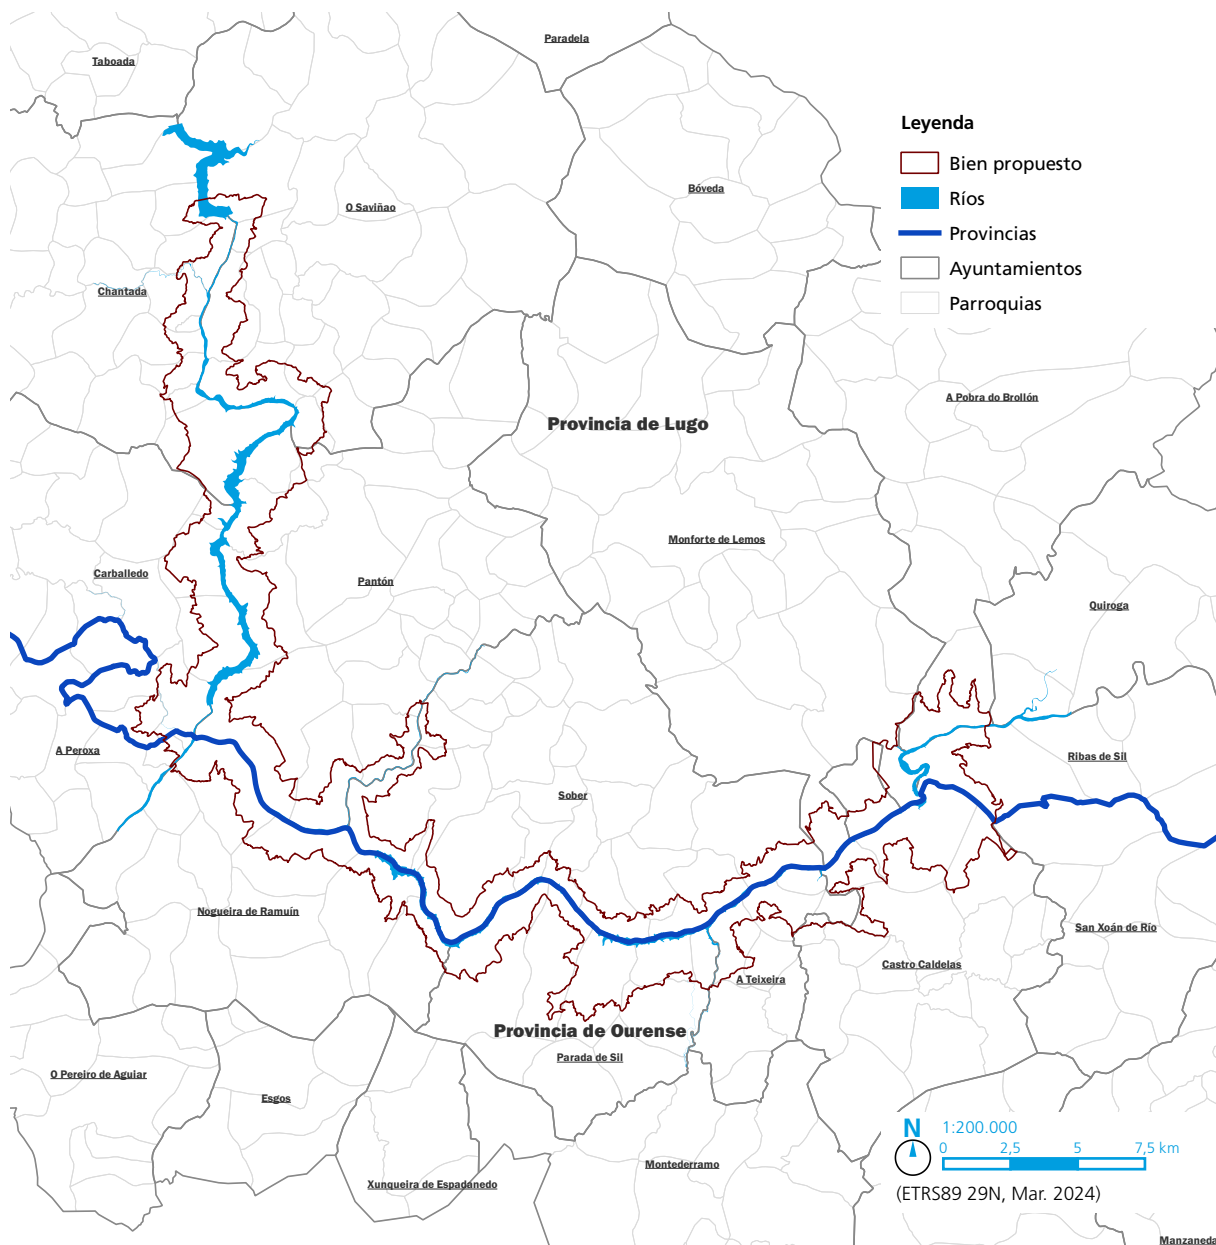 Paradela
Taboada
Leyenda
Bien propuesto
Ríos
Provincias
Ayuntamientos
Parroquias
Bóveda
O Saviñao
Chantada
A Pobra do Brollón
Provincia de Lugo
Monforte de Lemos
Carballedo
Pantón
Quiroga
A Peroxa
Ribas de Sil
Sober
Nogueira de Ramuín
San Xoán de Río
Castro Caldelas
A Teixeira
Provincia de Ourense
Parada de Sil
O Pereiro de Aguiar
Esgos
Montederramo
Xunqueira de Espadanedo
N
1:200.000
0 2,5 5 7,5 km
(ETRS89 29N, Mar. 2024)
Manzaneda